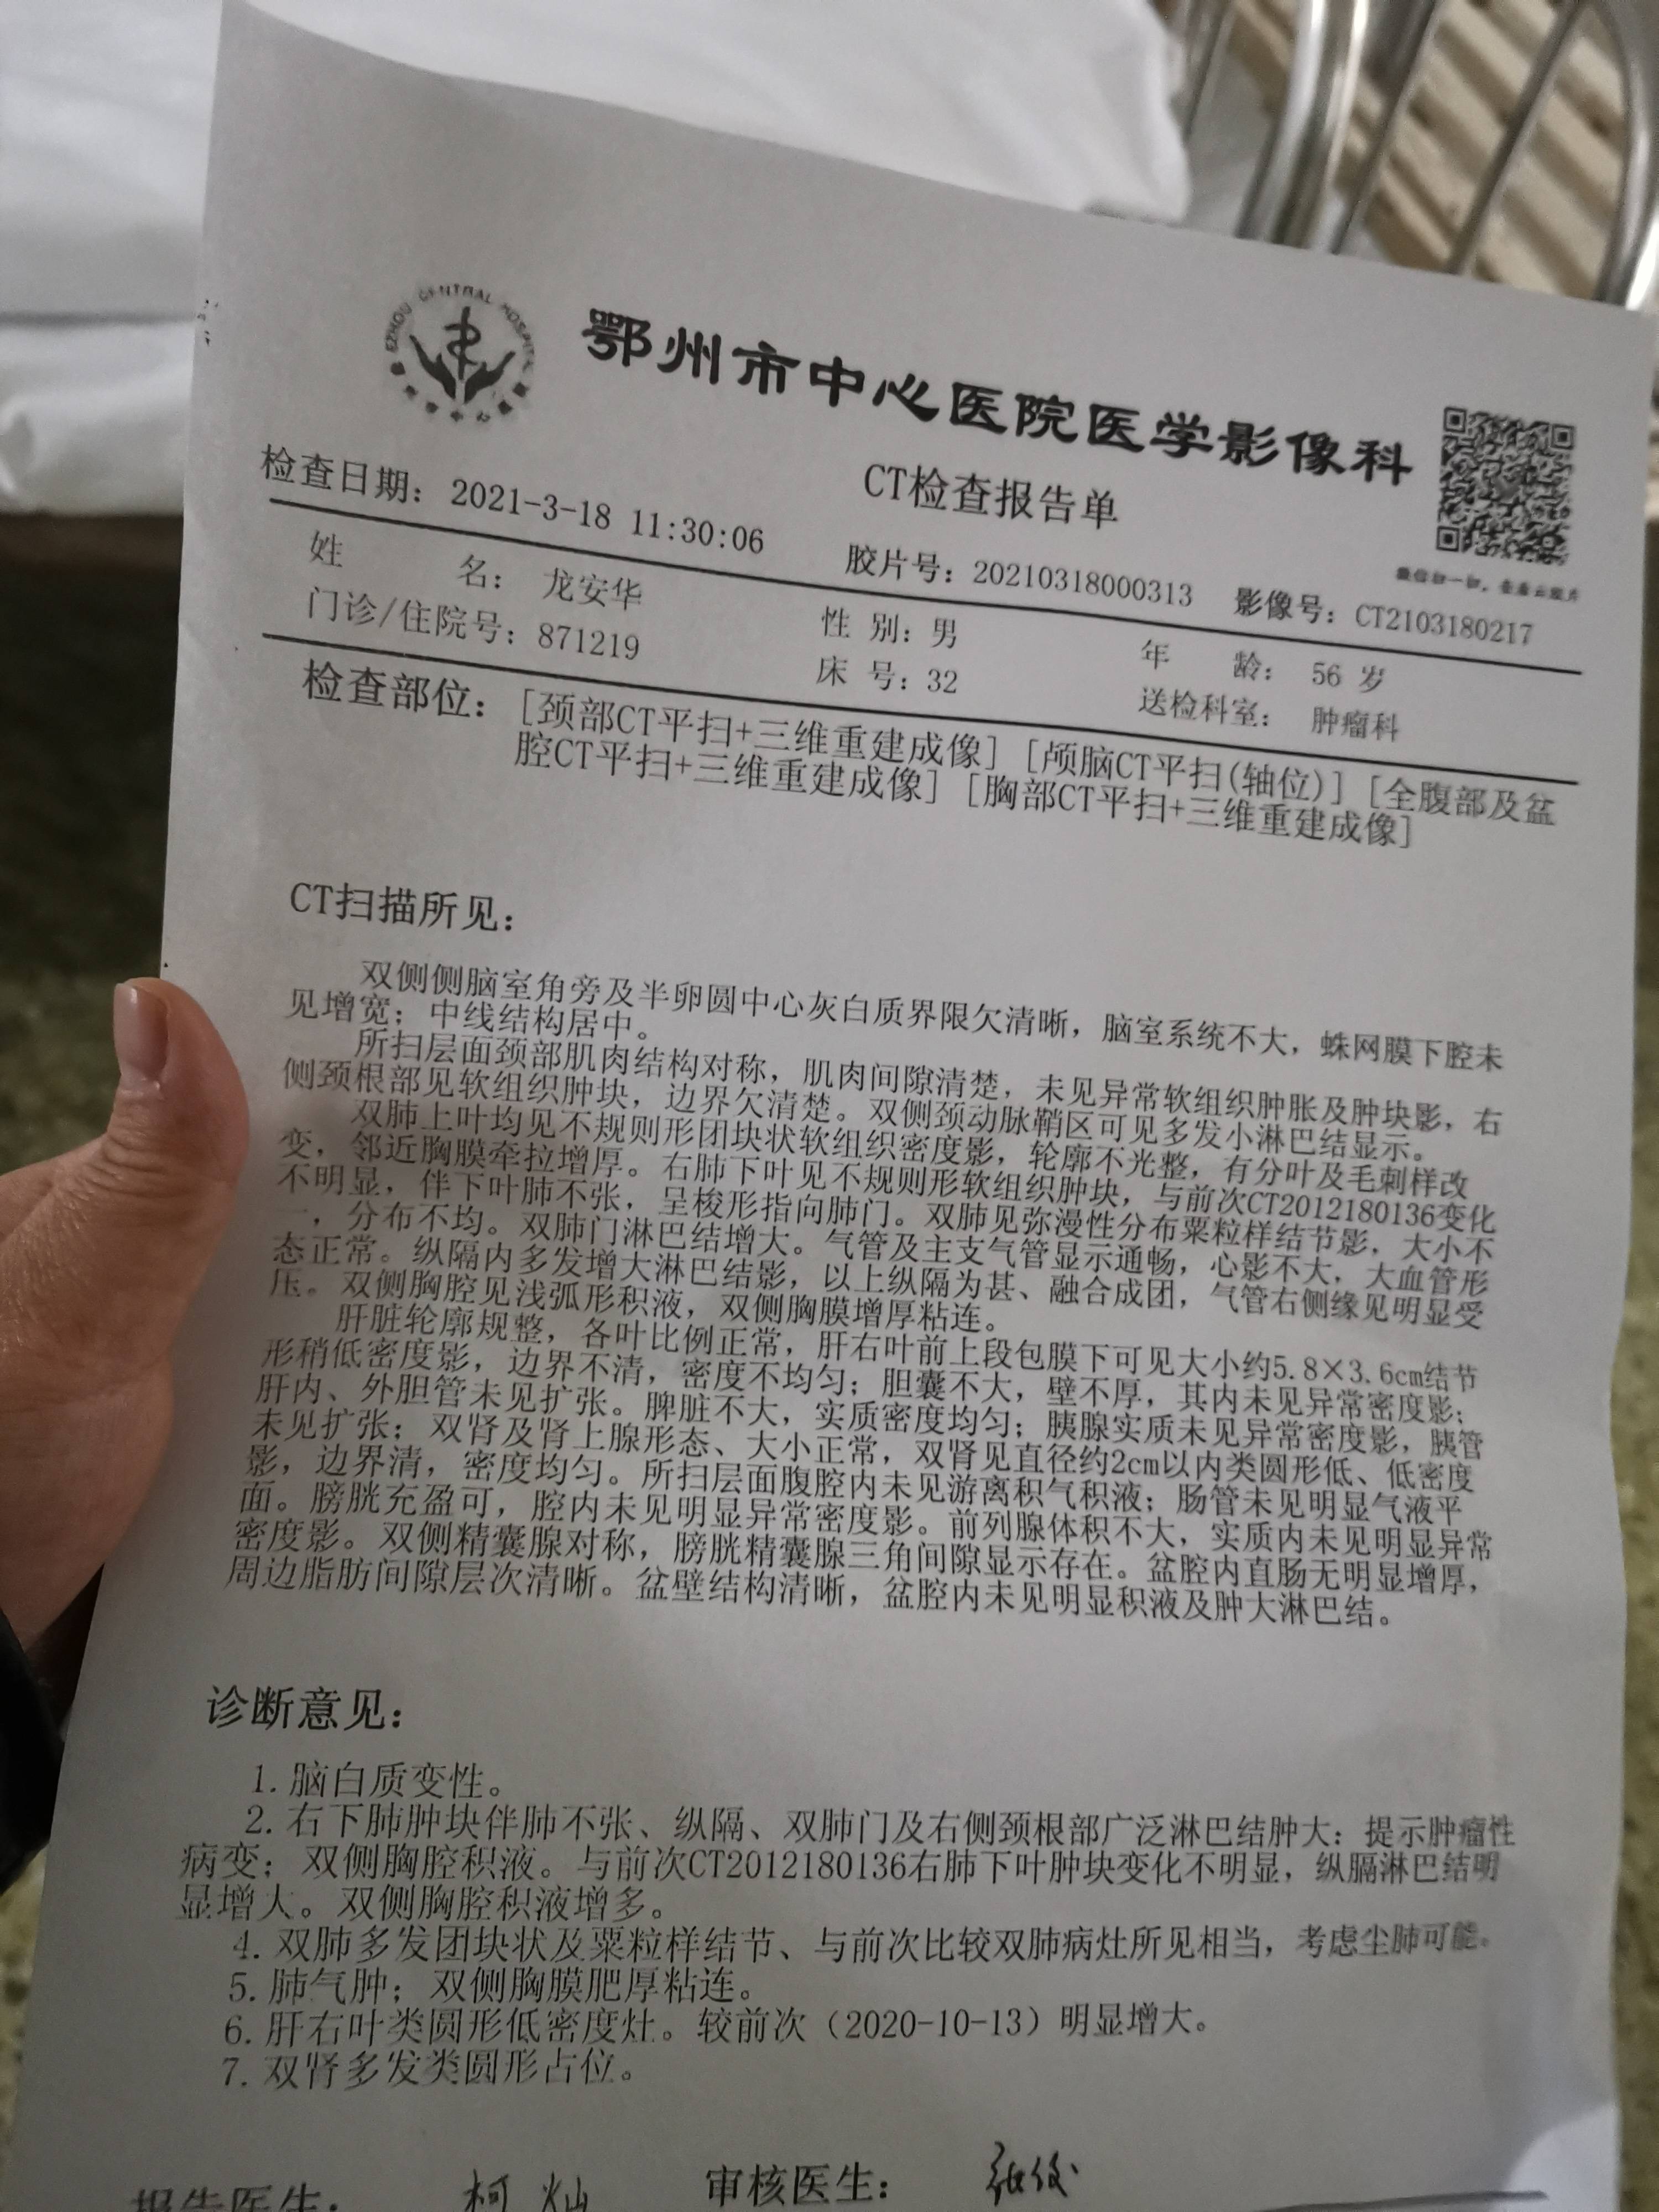 EZHOU CENTRAL HOSPITAL
鄂州市中心医院医学影像科
CT检查报告单
检查日期：2021-3-18 11:30:06 胶片号：20210318000313 影像号：CT2103180217
姓 名：龙安华 性 别：男 年 龄：56 岁
门诊/住院号：871219 床 号：32 送检科室：肿瘤科
检查部位：[颈部CT平扫+三维重建成像] [颅脑CT平扫(轴位)] [全腹部及盆
腔CT平扫+三维重建成像] [胸部CT平扫+三维重建成像]
CT扫描所见：
双侧侧脑室角旁及半卵圆中心灰白质界限欠清晰，脑室系统不大，蛛网膜下腔未
见增宽；中线结构居中。
所扫层面颈部肌肉结构对称，肌肉间隙清楚，未见异常软组织肿胀及肿块影，右
侧颈根部见软组织肿块，边界欠清楚。双侧颈动脉鞘区可见多发小淋巴结显示。
双肺上叶均见不规则形团块状软组织密度影，轮廓不光整，有分叶及毛刺样改
变，邻近胸膜牵拉增厚。右肺下叶见不规则形软组织肿块，与前次CT2012180136变化
不明显，伴下叶肺不张，呈梭形指向肺门。双肺见弥漫性分布粟粒样结节影，大小不
一，分布不均。双肺门淋巴结增大。气管及主支气管显示通畅，心影不大，大血管形
态正常。纵隔内多发增大淋巴结影，以上纵隔为甚、融合成团，气管右侧缘见明显受
压。双侧胸腔见浅弧形积液，双侧胸膜增厚粘连。
肝脏轮廓规整，各叶比例正常，肝右叶前上段包膜下可见大小约5.8×3.6cm结节
形稍低密度影，边界不清，密度不均匀；胆囊不大，壁不厚，其内未见异常密度影；
肝内、外胆管未见扩张。脾脏不大，实质密度均匀；胰腺实质未见异常密度影，胰管
未见扩张；双肾及肾上腺形态、大小正常，双肾见直径约2cm以内类圆形低、低密度
影，边界清，密度均匀。所扫层面腹腔内未见游离积气积液；肠管未见明显气液平
面。膀胱充盈可，腔内未见明显异常密度影。前列腺体积不大，实质内未见明显异常
密度影。双侧精囊腺对称，膀胱精囊腺三角间隙显示存在。盆腔内直肠无明显增厚，
周边脂肪间隙层次清晰。盆壁结构清晰，盆腔内未见明显积液及肿大淋巴结。
诊断意见：
1.脑白质变性。
2.右下肺肿块伴肺不张、纵隔、双肺门及右侧颈根部广泛淋巴结肿大：提示肿瘤性
病变；双侧胸腔积液。与前次CT2012180136右肺下叶肿块变化不明显，纵膈淋巴结明
显增大。双侧胸腔积液增多。
4.双肺多发团块状及粟粒样结节、与前次比较双肺病灶所见相当，考虑尘肺可能。
5.肺气肿；双侧胸膜肥厚粘连。
6.肝右叶类圆形低密度灶。较前次（2020-10-13）明显增大。
7.双肾多发类圆形占位。
报告医生： 柯灿 审核医生：